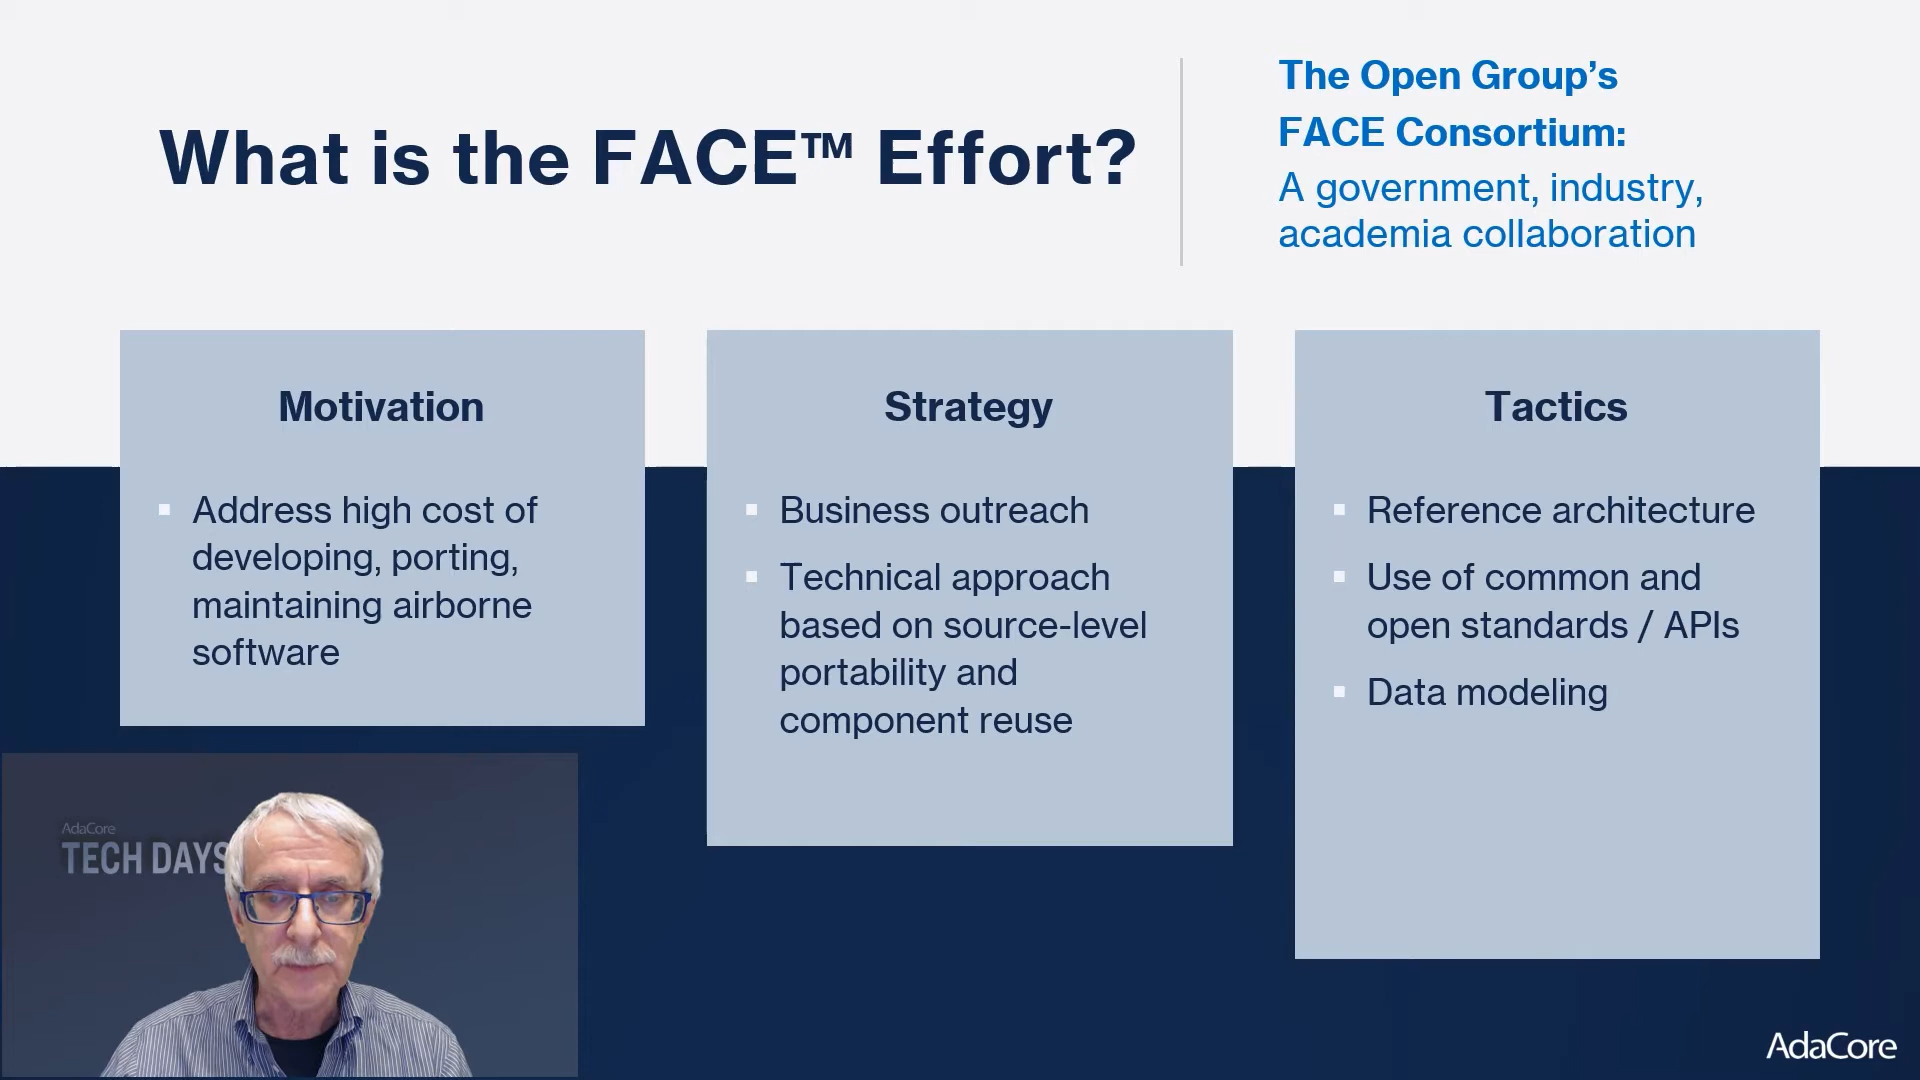 What is the FACE™ Effort?
The Open Group’s
FACE Consortium:
A government, industry,
academia collaboration
Motivation
▪ Address high cost of
developing, porting,
maintaining airborne
software
Strategy
▪ Business outreach
▪ Technical approach
based on source-level
portability and
component reuse
Tactics
▪ Reference architecture
▪ Use of common and
open standards / APIs
▪ Data modeling
AdaCore
TECH DAYS
AdaCore